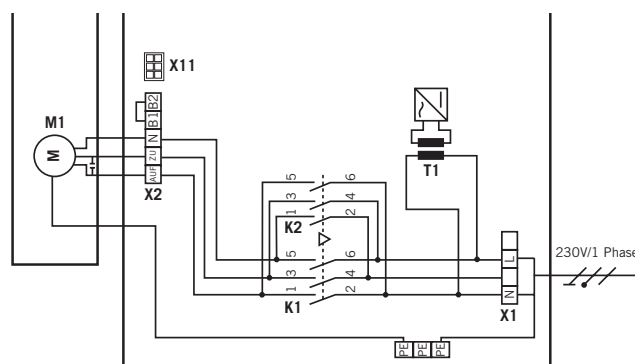 X11
M1
M
B2
B1
N
ZU
AUF
X2
T1
5
6
3
4
1
2
K2
5
6
3
4
1
2
K1
L
N
X1
230V/1 Phase
PE
PE
PE